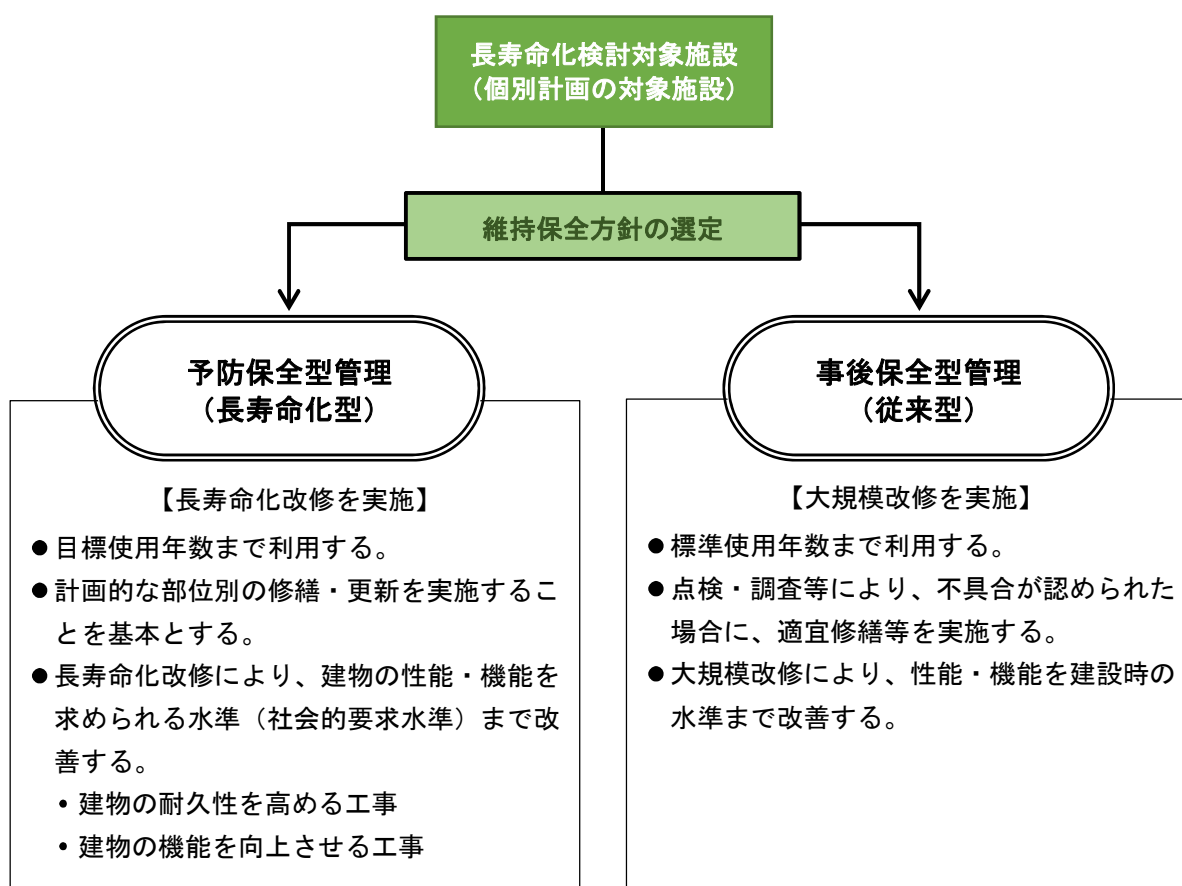 長寿命化検討対象施設
（個別計画の対象施設）
維持保全方針の選定
予防保全型管理
（長寿命化型）
【長寿命化改修を実施】
●目標使用年数まで利用する。
●計画的な部位別の修繕・更新を実施するこ
とを基本とする。
●長寿命化改修により、建物の性能・機能を
求められる水準（社会的要求水準）まで改
善する。
・建物の耐久性を高める工事
・建物の機能を向上させる工事
事後保全型管理
（従来型）
【大規模改修を実施】
●標準使用年数まで利用する。
●点検・調査等により、不具合が認められた
場合に、適宜修繕等を実施する。
●大規模改修により、性能・機能を建設時の
水準まで改善する。